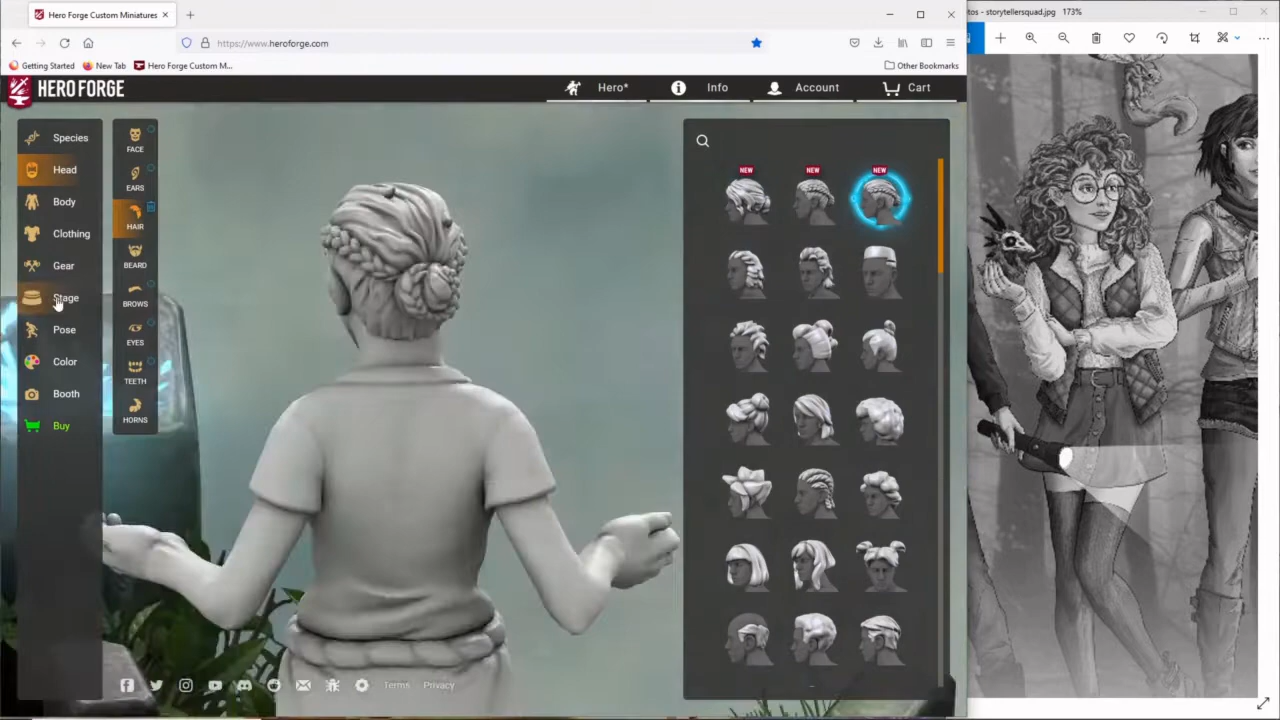 Hero Forge Custom Miniatures
tos - storytellersquad.jpg 173%
https://www.heroforge.com
Getting Started
New Tab
Hero Forge Custom M...
Other Bookmarks
HERO FORGE
Hero*
Info
Account
Cart
Species
Head
Body
Clothing
Gear
Stage
Pose
Color
Booth
Buy
FACE
EARS
HAIR
BEARD
BROWS
EYES
TEETH
HORNS
NEW NEW NEW
Terms Privacy